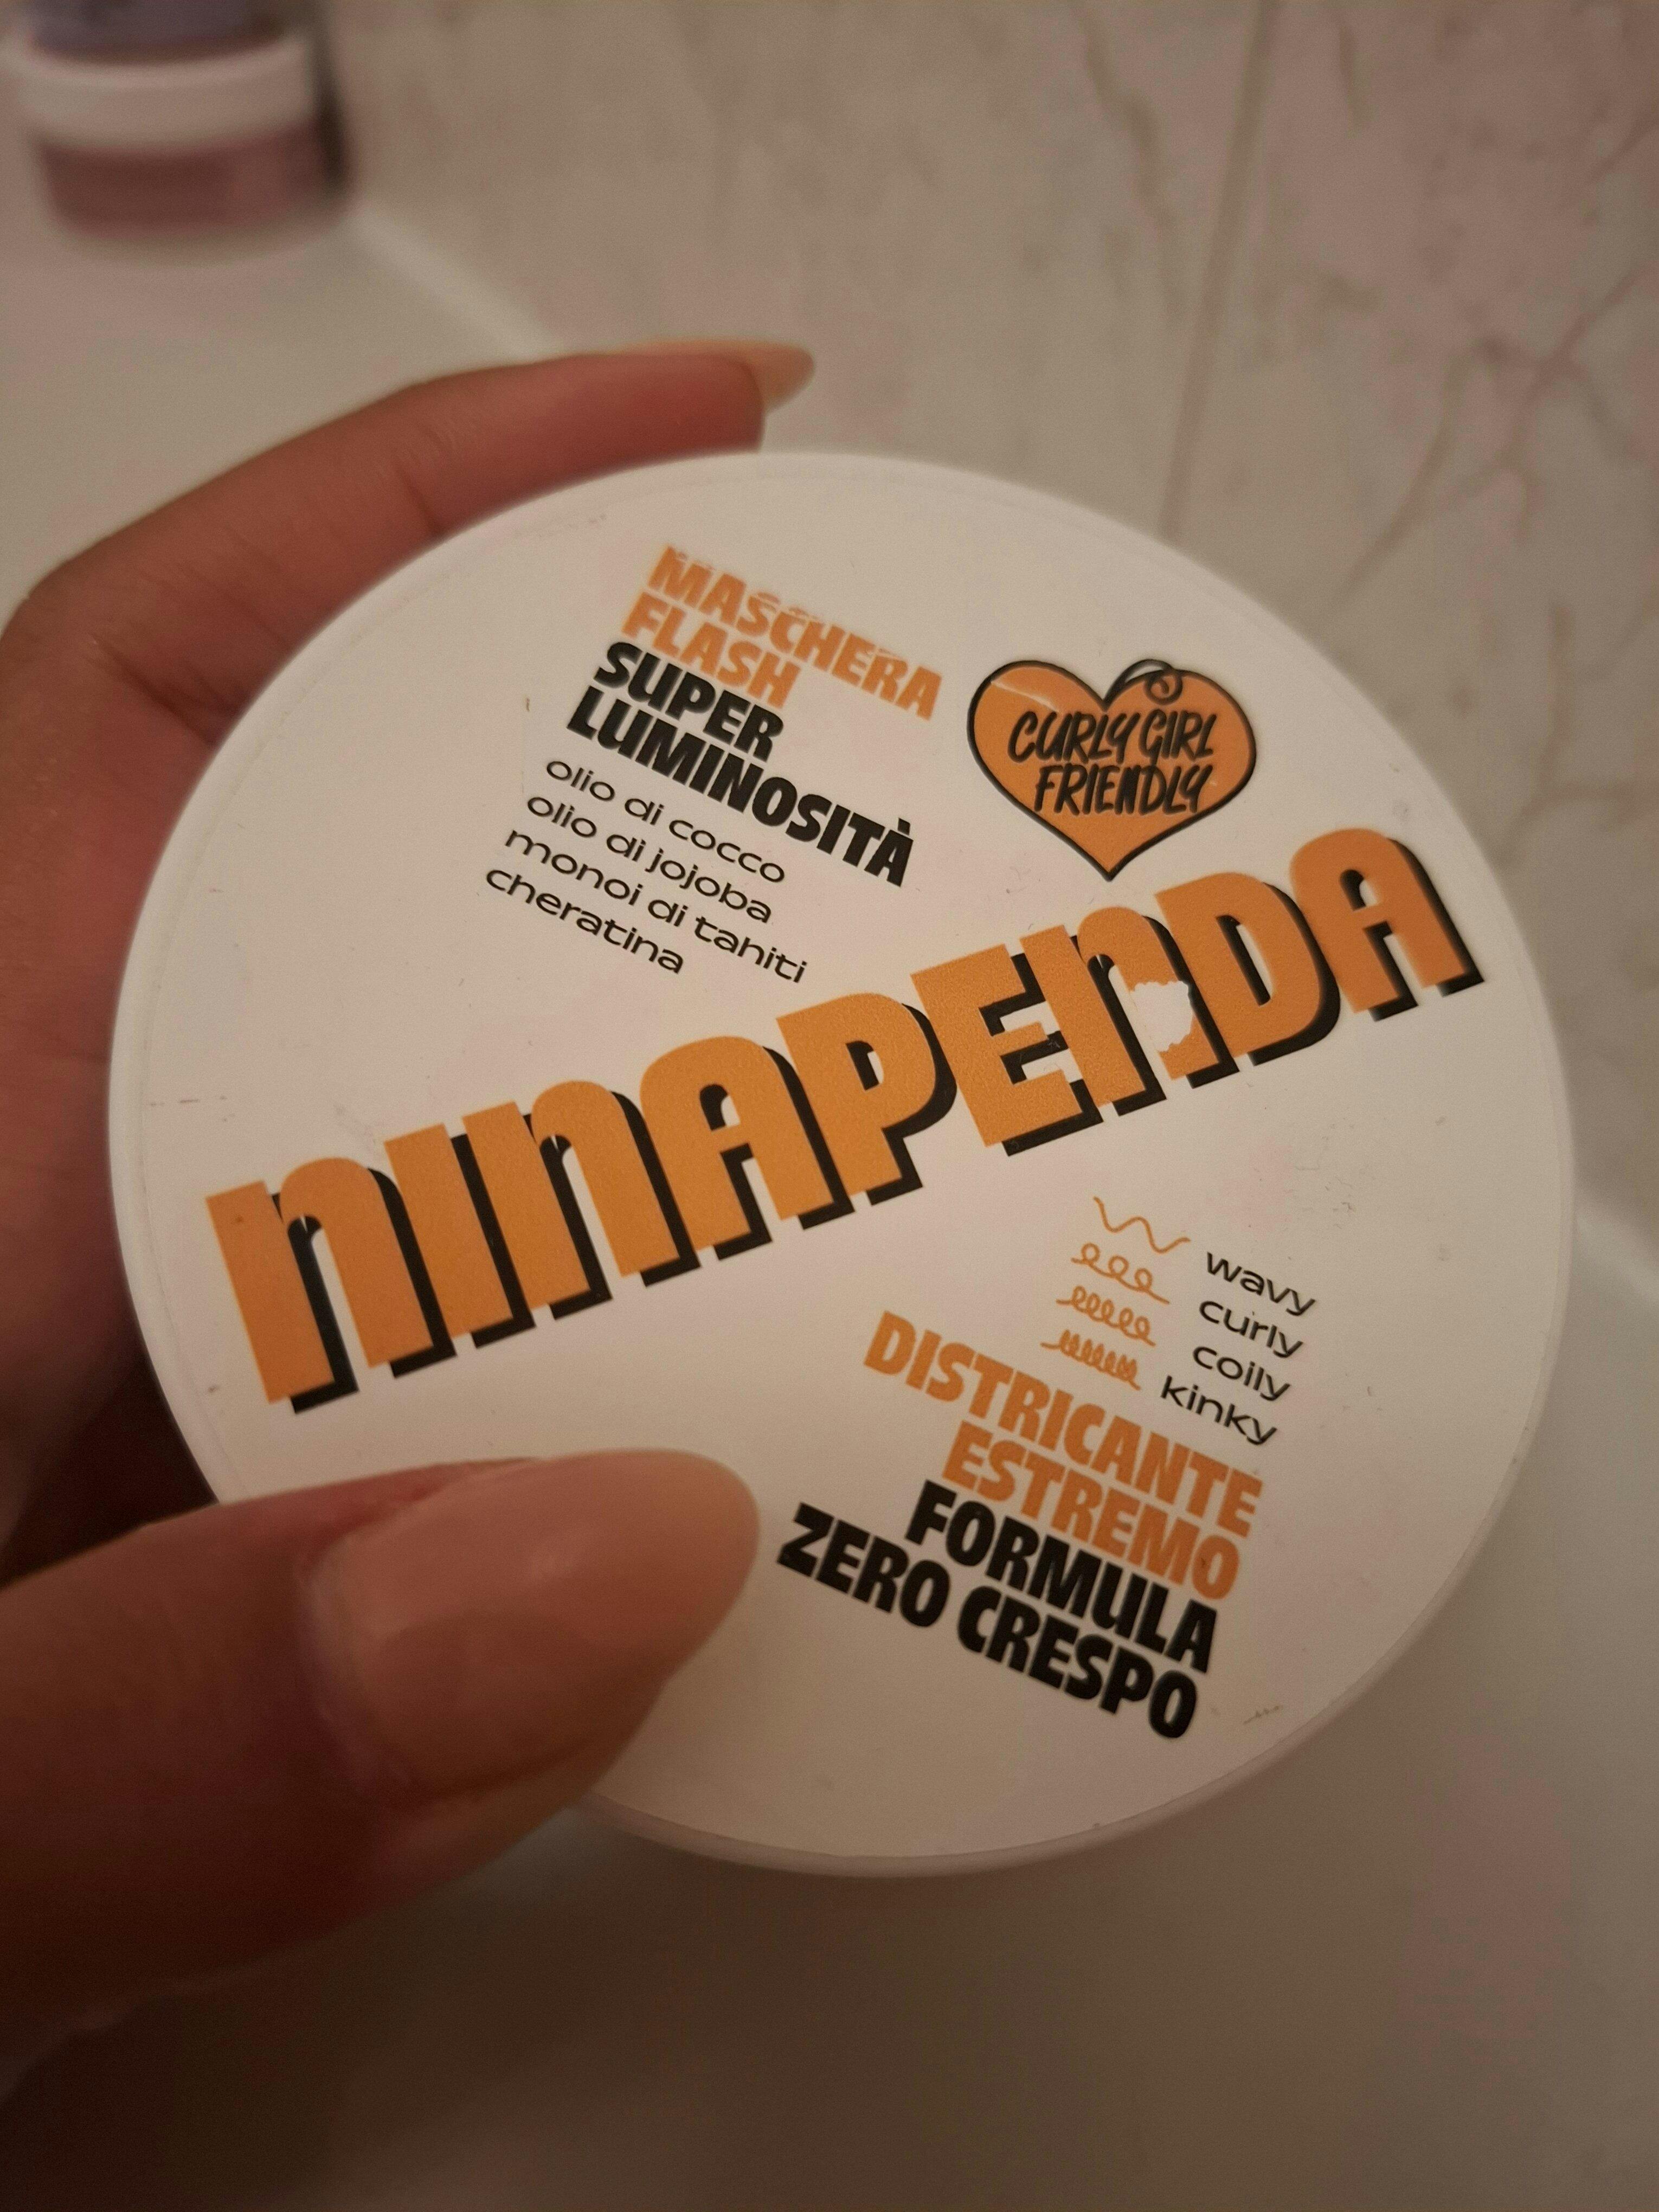 MASCHERA
FLASH
SUPER
LUMINOSITÀ
olio di cocco
olio di jojoba
monoi di tahiti
cheratina
CURLY GIRL
FRIENDLY
NINAPENDA
wavy
curly
coily
kinky
DISTRICANTE
ESTREMO
FORMULA
ZERO CRESPO